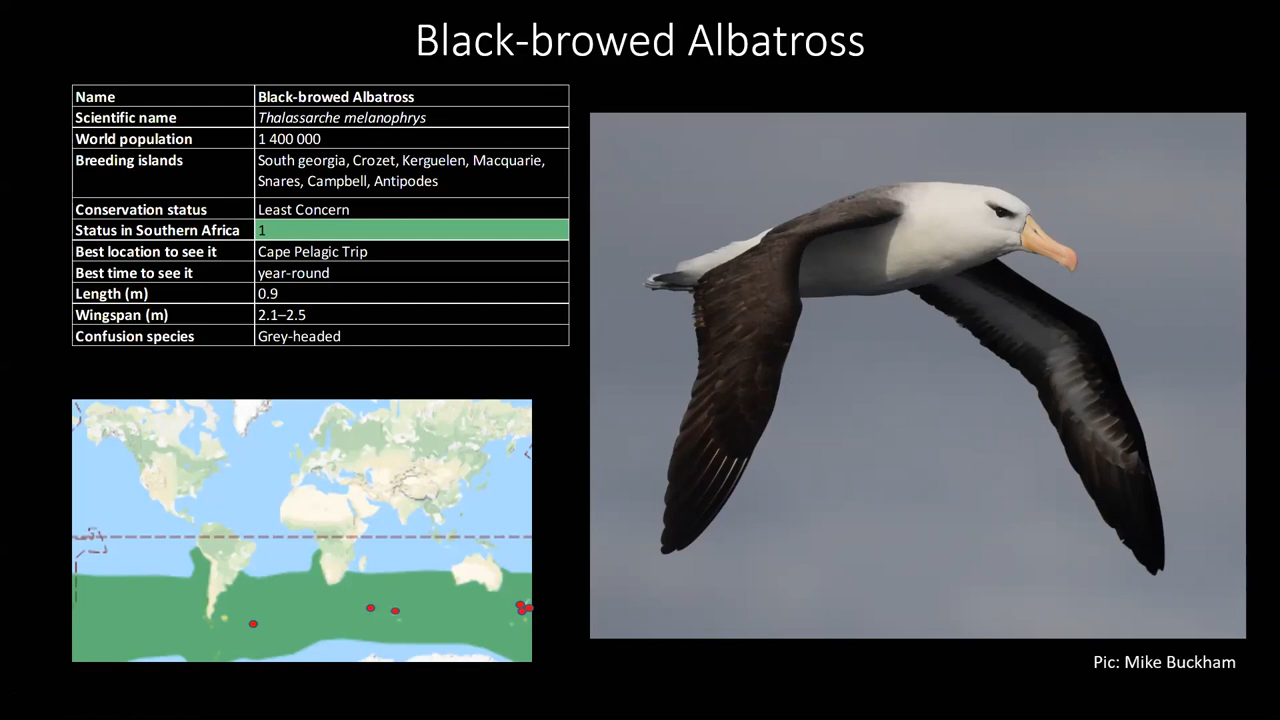 Black-browed Albatross
Name Black-browed Albatross
Scientific name Thalassarche melanophrys
World population 1 400 000
Breeding islands South georgia, Crozet, Kerguelen, Macquarie,
Snares, Campbell, Antipodes
Conservation status Least Concern
Status in Southern Africa 1
Best location to see it Cape Pelagic Trip
Best time to see it year-round
Length (m) 0.9
Wingspan (m) 2.1–2.5
Confusion species Grey-headed
Pic: Mike Buckham